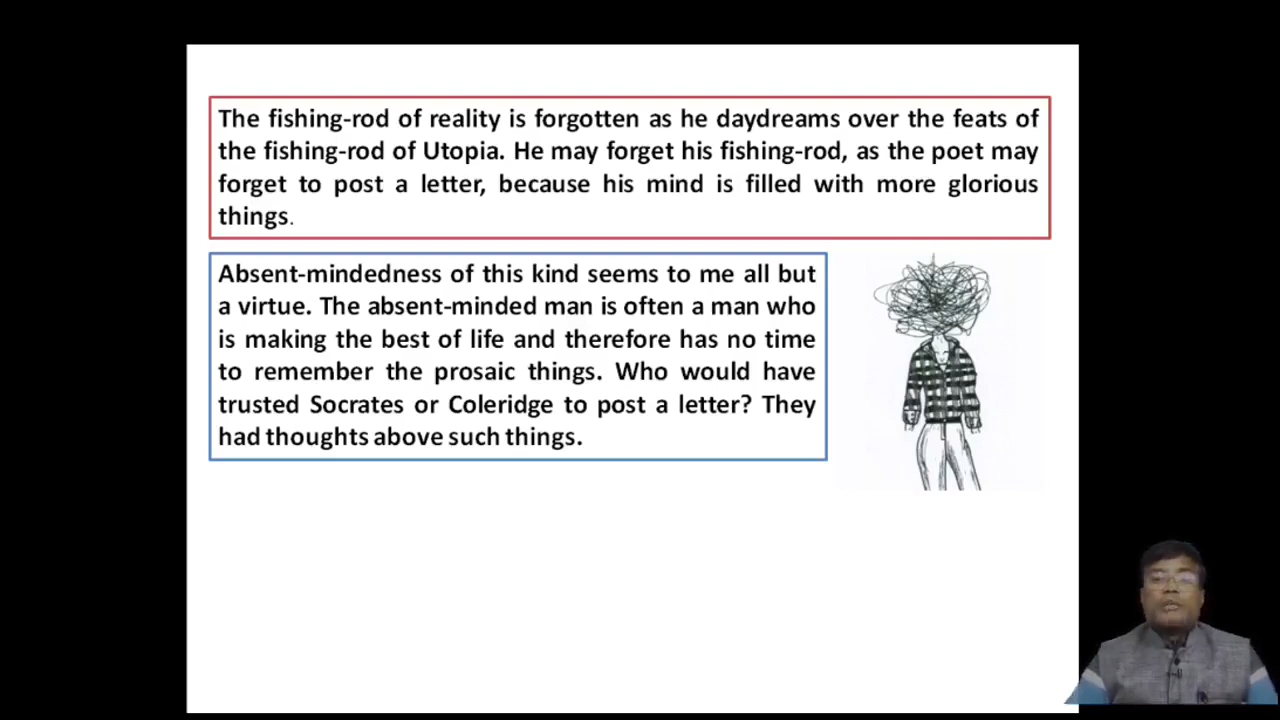 The fishing-rod of reality is forgotten as he daydreams over the feats of
the fishing-rod of Utopia. He may forget his fishing-rod, as the poet may
forget to post a letter, because his mind is filled with more glorious
things.
Absent-mindedness of this kind seems to me all but
a virtue. The absent-minded man is often a man who
is making the best of life and therefore has no time
to remember the prosaic things. Who would have
trusted Socrates or Coleridge to post a letter? They
had thoughts above such things.